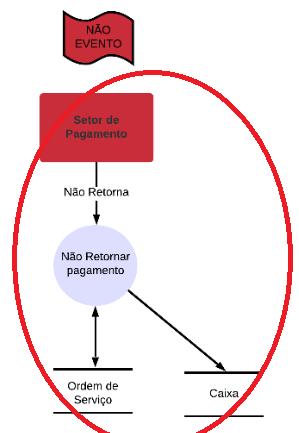 NÃO
EVENTO
Setor de
Pagamento
Não Retorna
Não Retornar
pagamento
Ordem de
Serviço
Caixa